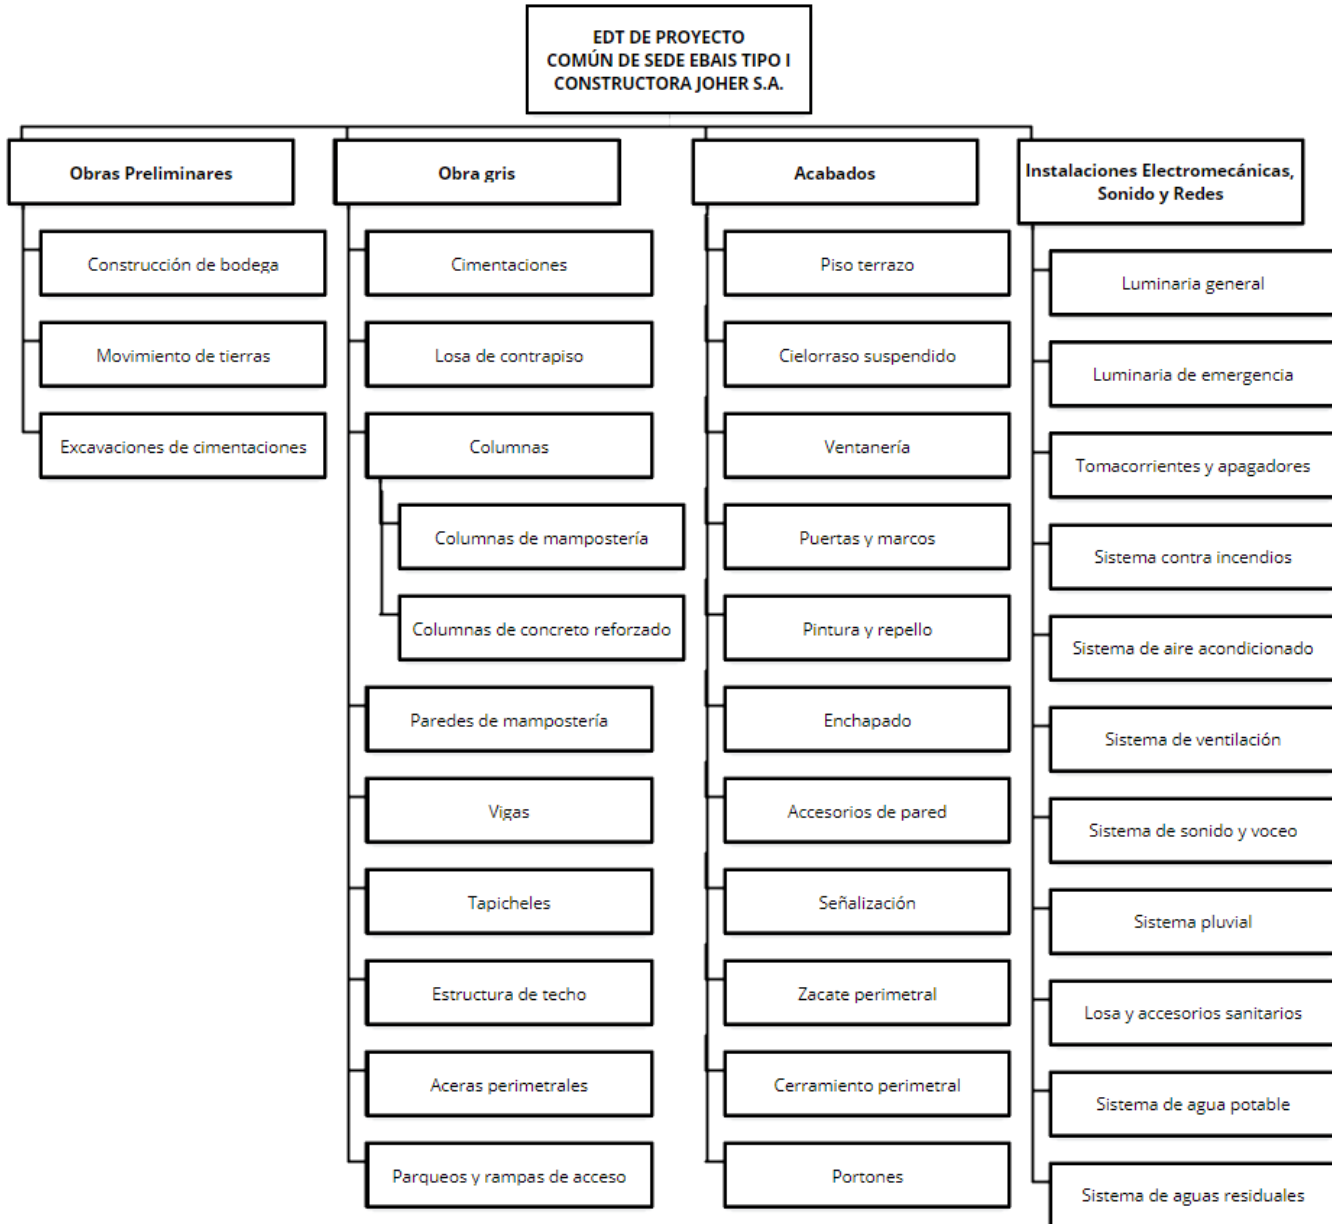 EDT DE PROYECTO
COMÚN DE SEDE EBAIS TIPO I
CONSTRUCTORA JOHER S.A.
Obras Preliminares
Construcción de bodega
Movimiento de tierras
Excavaciones de cimentaciones
Obra gris
Cimentaciones
Losa de contrapiso
Columnas
Columnas de mampostería
Columnas de concreto reforzado
Paredes de mampostería
Vigas
Tapicheles
Estructura de techo
Aceras perimetrales
Parqueos y rampas de acceso
Acabados
Piso terrazo
Cielorraso suspendido
Ventanería
Puertas y marcos
Pintura y repello
Enchapado
Accesorios de pared
Señalización
Zacate perimetral
Cerramiento perimetral
Portones
Instalaciones Electromecánicas,
Sonido y Redes
Luminaria general
Luminaria de emergencia
Tomacorrientes y apagadores
Sistema contra incendios
Sistema de aire acondicionado
Sistema de ventilación
Sistema de sonido y voceo
Sistema pluvial
Losa y accesorios sanitarios
Sistema de agua potable
Sistema de aguas residuales